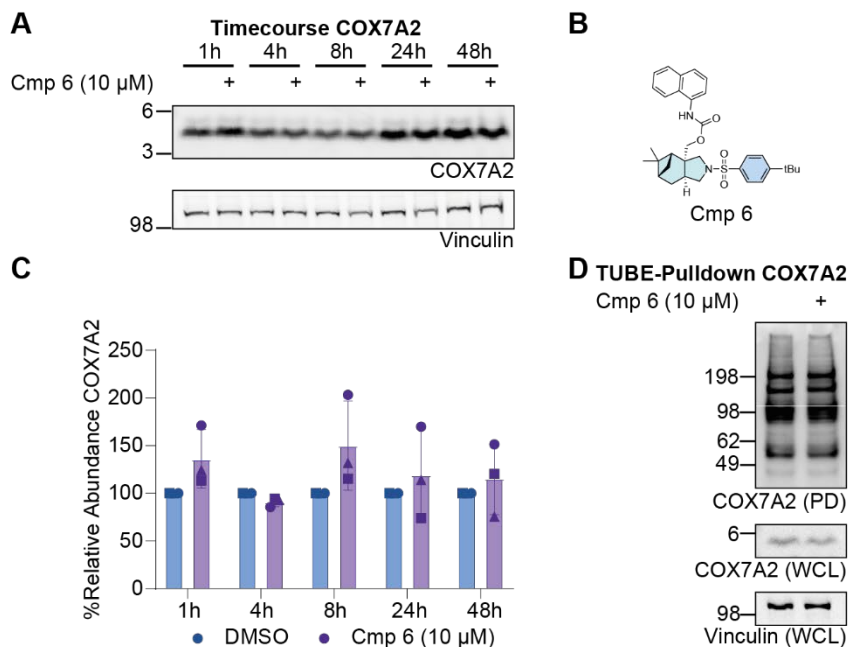 A
Timecourse COX7A2
1h 4h 8h 24h 48h
Cmp 6 (10 µM) + + + + +
6
3
COX7A2
98
Vinculin
B
NH
O
O
H
N
S
O
O
tBu
Cmp 6
C
%Relative Abundance COX7A2
250
200
150
100
50
0
1h 4h 8h 24h 48h
DMSO Cmp 6 (10 µM)
D TUBE-Pulldown COX7A2
Cmp 6 (10 µM) +
198
98
62
49
COX7A2 (PD)
6
COX7A2 (WCL)
98
Vinculin (WCL)